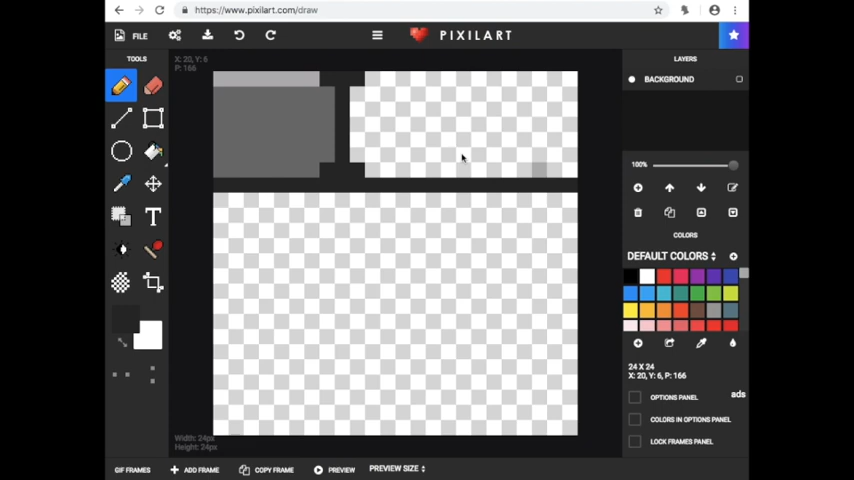 https://www.pixilart.com/draw
FILE
PIXILART
TOOLS
X: 20, Y: 6
P: 166
LAYERS
BACKGROUND
100%
COLORS
DEFAULT COLORS
T
24 X 24
X: 20, Y: 6, P: 166
ads
OPTIONS PANEL
COLORS IN OPTIONS PANEL
LOCK FRAMES PANEL
Width: 24px
Height: 24px
GIF FRAMES
ADD FRAME
COPY FRAME
PREVIEW
PREVIEW SIZE